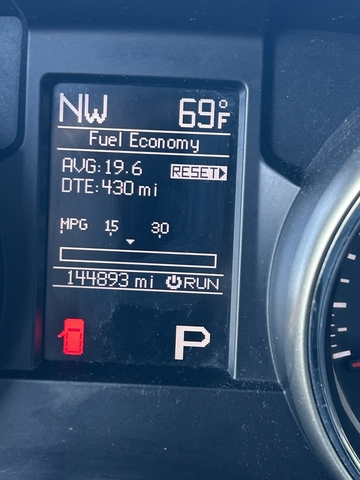 NW 69°F
Fuel Economy
AVG: 19.6 RESET
DTE: 430 mi
MPG 15 30
144893 mi RUN
P